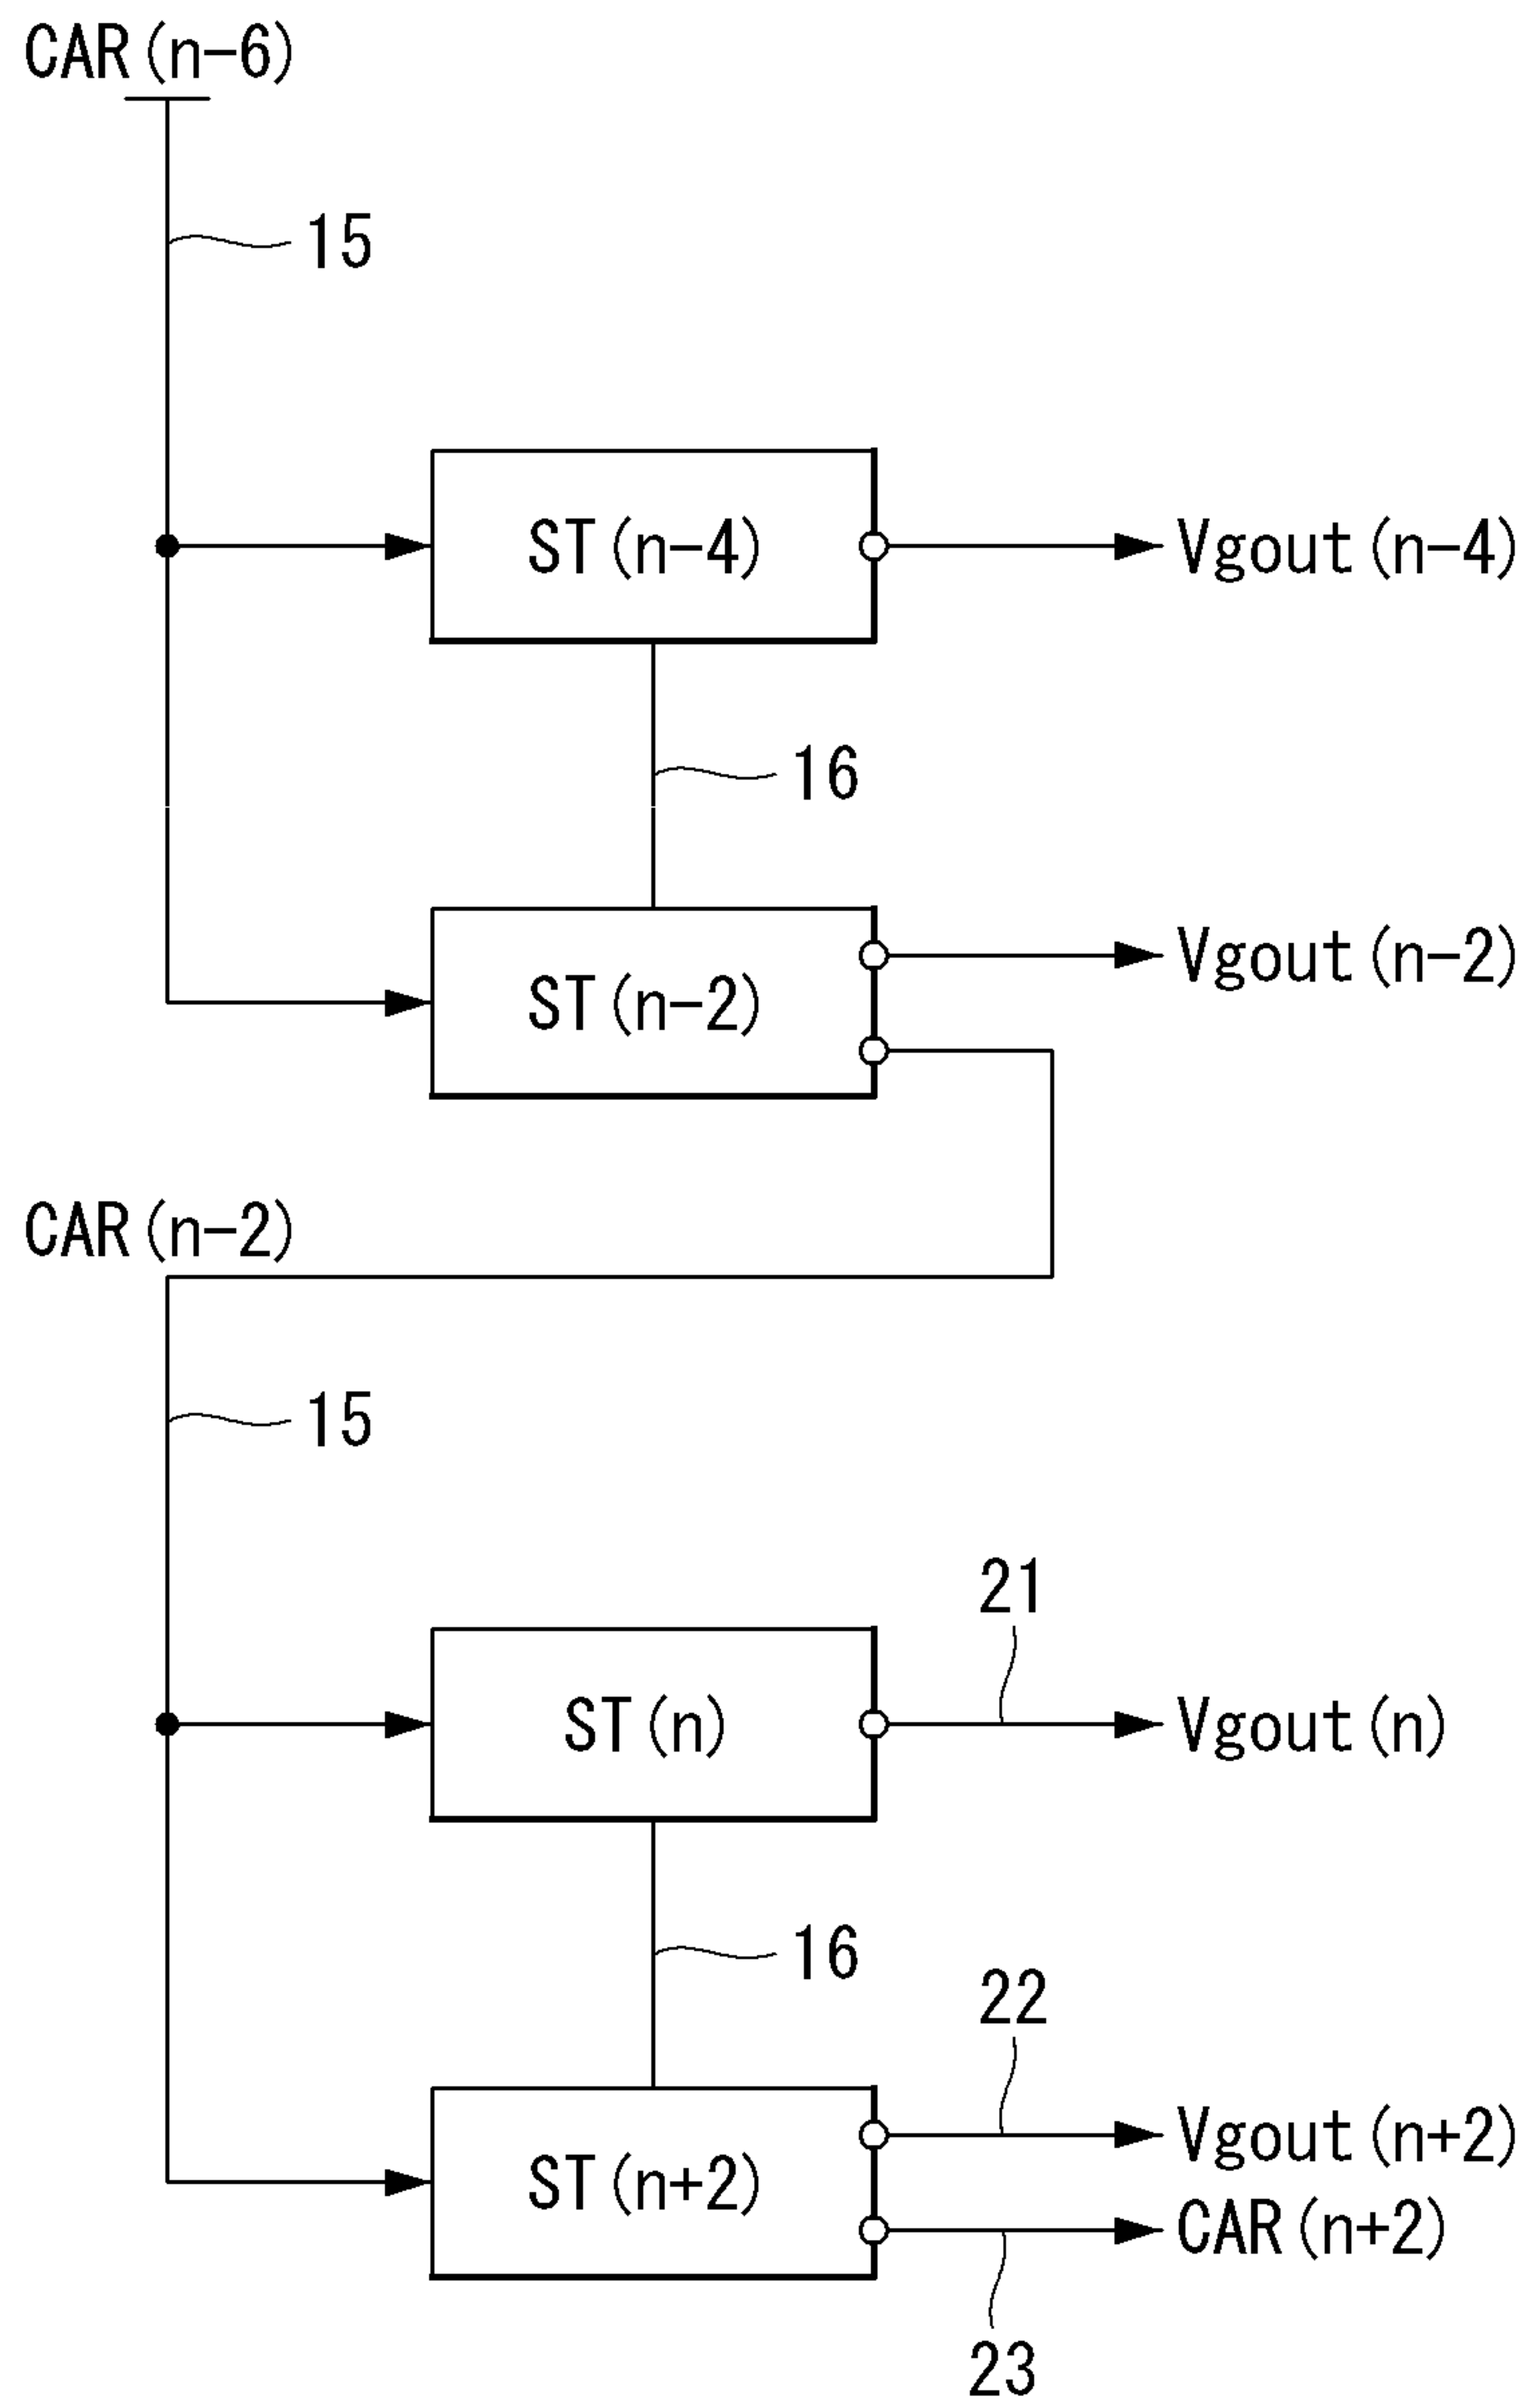 CAR(n-6)
15
ST(n-4)
Vgout(n-4)
16
ST(n-2)
Vgout(n-2)
CAR(n-2)
15
21
ST(n)
Vgout(n)
16
22
ST(n+2)
Vgout(n+2)
CAR(n+2)
23